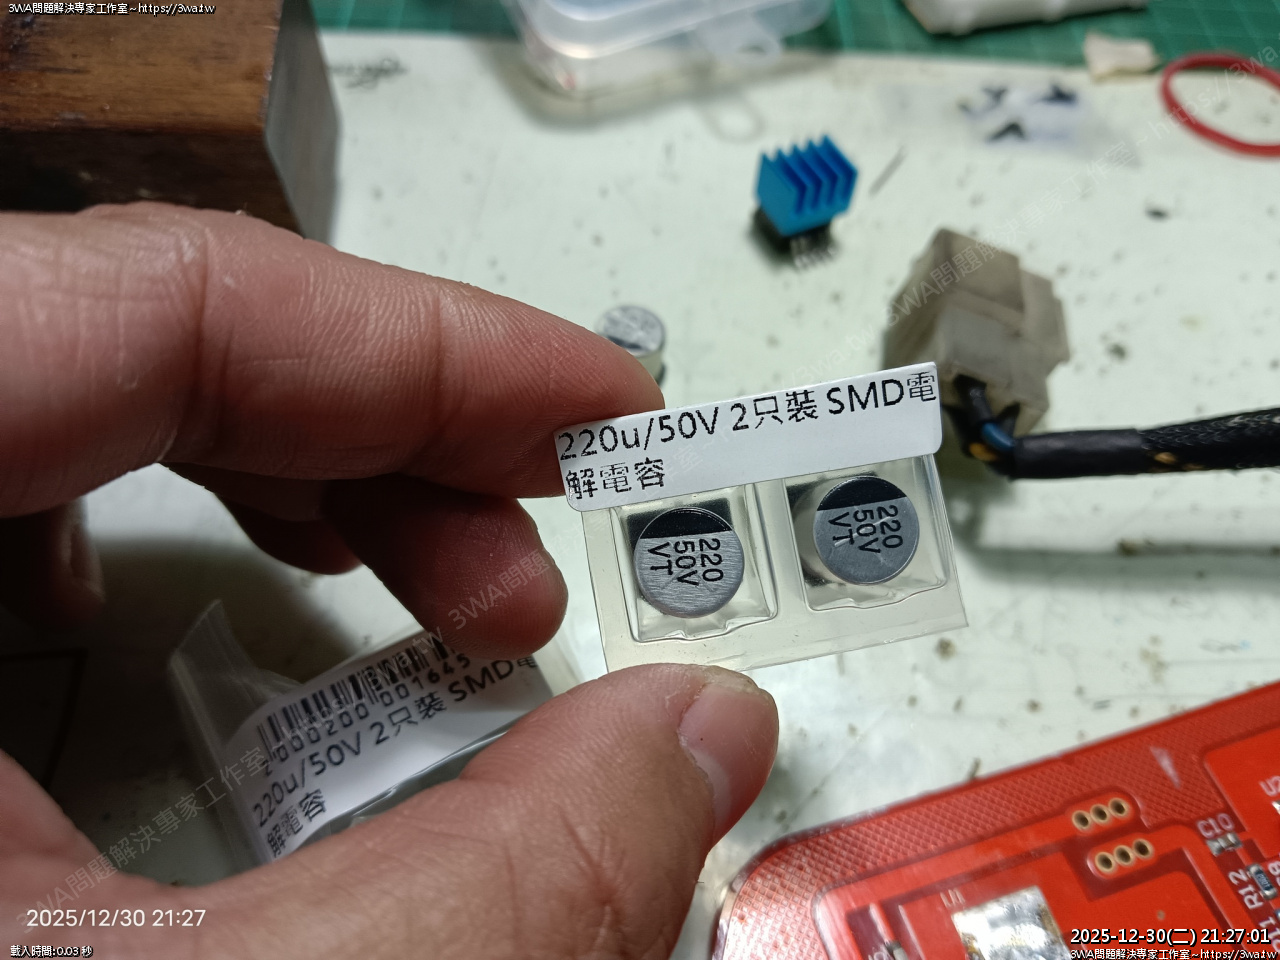 3WA問題解決專家工作室~https://3wa.tw
220u/50V 2只裝 SMD電
解電容
220
50V
VT
220
50V
VT
2 000200 001645
220u/50V 2只裝 SMD電
解電容
C10
R12
U1
2025/12/30 21:27
載入時間:0.03 秒
2025-12-30(二) 21:27:01
3WA問題解決專家工作室~https://3wa.tw